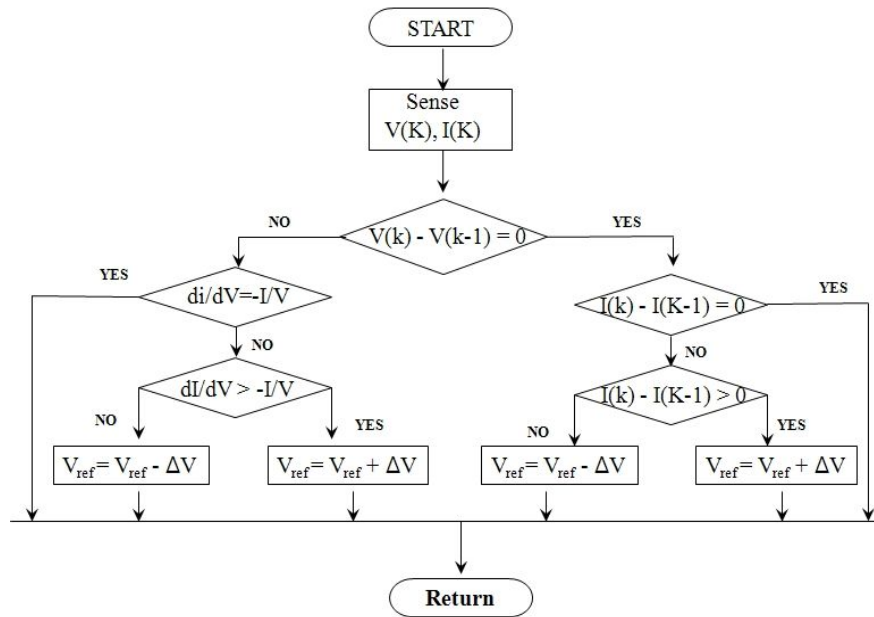 START
Sense
V(K), I(K)
NO
YES
V(k) - V(k-1) = 0
YES
di/dV=-I/V
I(k) - I(K-1) = 0
YES
NO
NO
dI/dV > -I/V
I(k) - I(K-1) > 0
NO
YES
NO
YES
Vref= Vref - ΔV
Vref= Vref + ΔV
Vref= Vref - ΔV
Vref= Vref + ΔV
Return